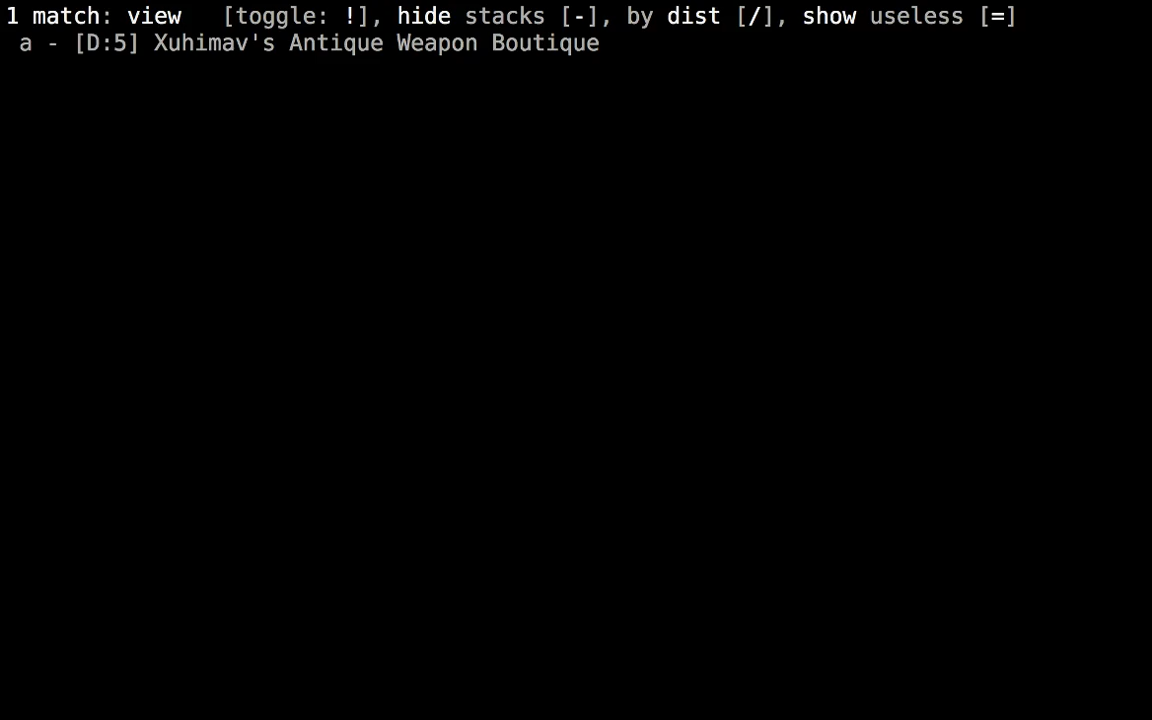 1 match: view   [toggle: !], hide stacks [-], by dist [/], show useless [=]
a - [D:5] Xuhimav's Antique Weapon Boutique